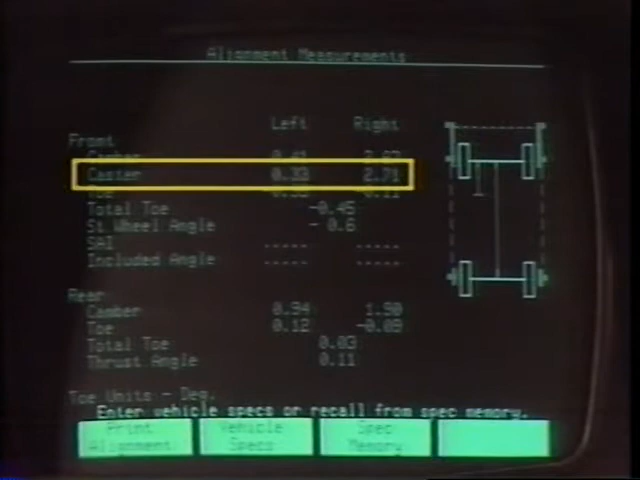 Alignment Measurements
Left Right
Front
Camber
Caster 0.33 2.71
Toe
Total Toe -0.45
St.Wheel Angle - 0.6
SAI ----- -----
Included Angle ----- -----
Rear
Camber 0.94 1.90
Toe 0.12 -0.09
Total Toe 0.03
Thrust Angle 0.11
Toe Units - Deg.
Enter vehicle specs or recall from spec memory.
Print Vehicle Spec
Alignment Specs Memory